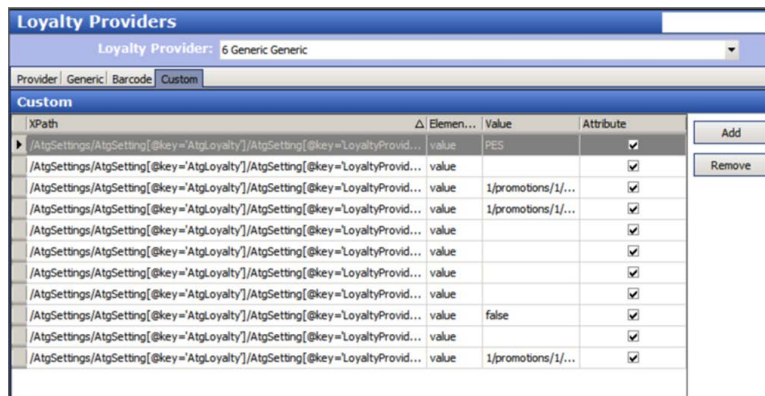 Loyalty Providers
Loyalty Provider: 6 Generic Generic
Provider Generic Barcode Custom
Custom
XPath Elemen... Value Attribute
/AtgSettings/AtgSetting[@key='AtgLoyalty']/AtgSetting[@key='LoyaltyProvid... value PES
/AtgSettings/AtgSetting[@key='AtgLoyalty']/AtgSetting[@key='LoyaltyProvid... value
/AtgSettings/AtgSetting[@key='AtgLoyalty']/AtgSetting[@key='LoyaltyProvid... value 1/promotions/1/...
/AtgSettings/AtgSetting[@key='AtgLoyalty']/AtgSetting[@key='LoyaltyProvid... value 1/promotions/1/...
/AtgSettings/AtgSetting[@key='AtgLoyalty']/AtgSetting[@key='LoyaltyProvid... value
/AtgSettings/AtgSetting[@key='AtgLoyalty']/AtgSetting[@key='LoyaltyProvid... value
/AtgSettings/AtgSetting[@key='AtgLoyalty']/AtgSetting[@key='LoyaltyProvid... value
/AtgSettings/AtgSetting[@key='AtgLoyalty']/AtgSetting[@key='LoyaltyProvid... value
/AtgSettings/AtgSetting[@key='AtgLoyalty']/AtgSetting[@key='LoyaltyProvid... value false
/AtgSettings/AtgSetting[@key='AtgLoyalty']/AtgSetting[@key='LoyaltyProvid... value
/AtgSettings/AtgSetting[@key='AtgLoyalty']/AtgSetting[@key='LoyaltyProvid... value 1/promotions/1/...
Add
Remove